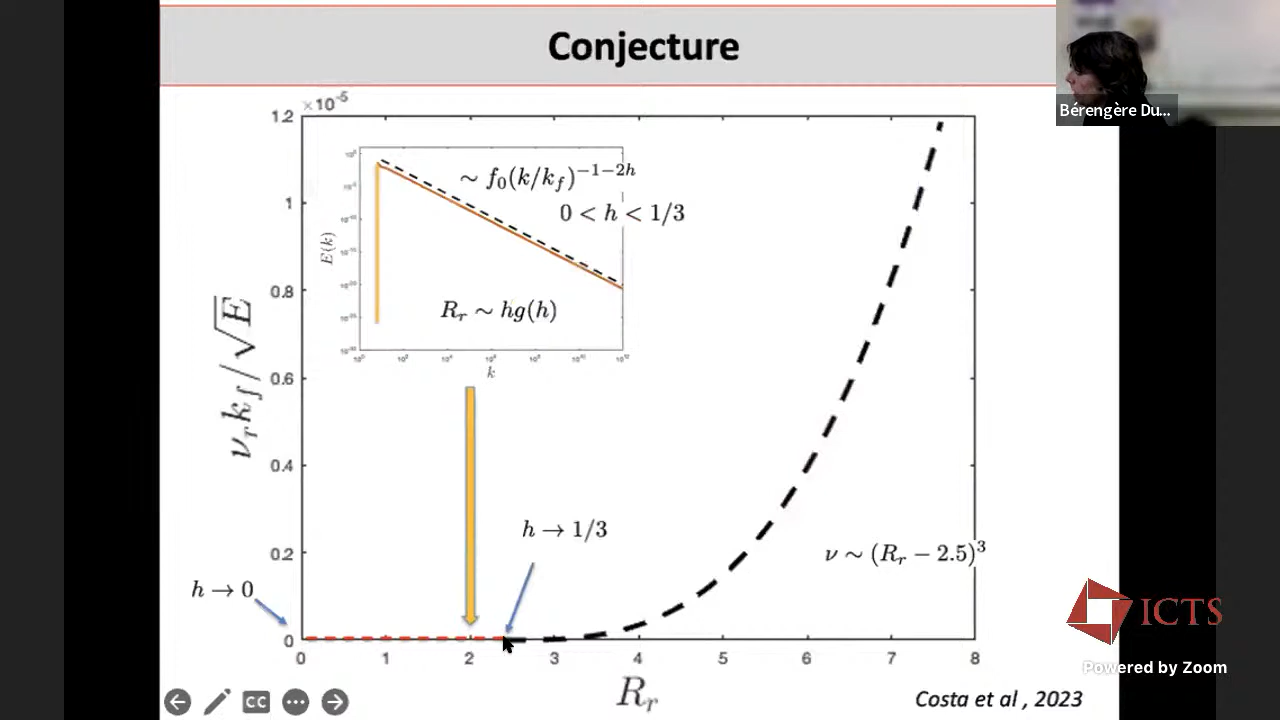 Conjecture
Bérengère Du...
×10⁻⁵
1.2
1
0.8
0.6
0.4
0.2
0
ν_r k_f / √E
∼ f₀(k/k_f)^{−1−2h}
0 < h < 1/3
E(k)
R_r ∼ hg(h)
k
h → 1/3
h → 0
ν ∼ (R_r − 2.5)³
0 1 2 3 4 5 6 7 8
R_r
ICTS
Powered by Zoom
CC
Costa et al , 2023